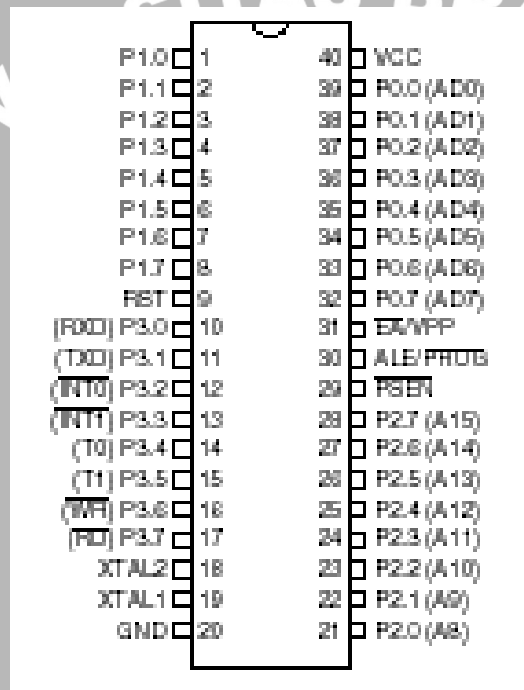 P1.0 1 40 VCC
P1.1 2 39 P0.0 (AD0)
P1.2 3 38 P0.1 (AD1)
P1.3 4 37 P0.2 (AD2)
P1.4 5 36 P0.3 (AD3)
P1.5 6 35 P0.4 (AD4)
P1.6 7 34 P0.5 (AD5)
P1.7 8 33 P0.6 (AD6)
RST 9 32 P0.7 (AD7)
(RXD) P3.0 10 31 EA/VPP
(TXD) P3.1 11 30 ALE/PROG
(INT0) P3.2 12 29 PSEN
(INT1) P3.3 13 28 P2.7 (A15)
(T0) P3.4 14 27 P2.6 (A14)
(T1) P3.5 15 26 P2.5 (A13)
(WR) P3.6 16 25 P2.4 (A12)
(RD) P3.7 17 24 P2.3 (A11)
XTAL2 18 23 P2.2 (A10)
XTAL1 19 22 P2.1 (A9)
GND 20 21 P2.0 (A8)